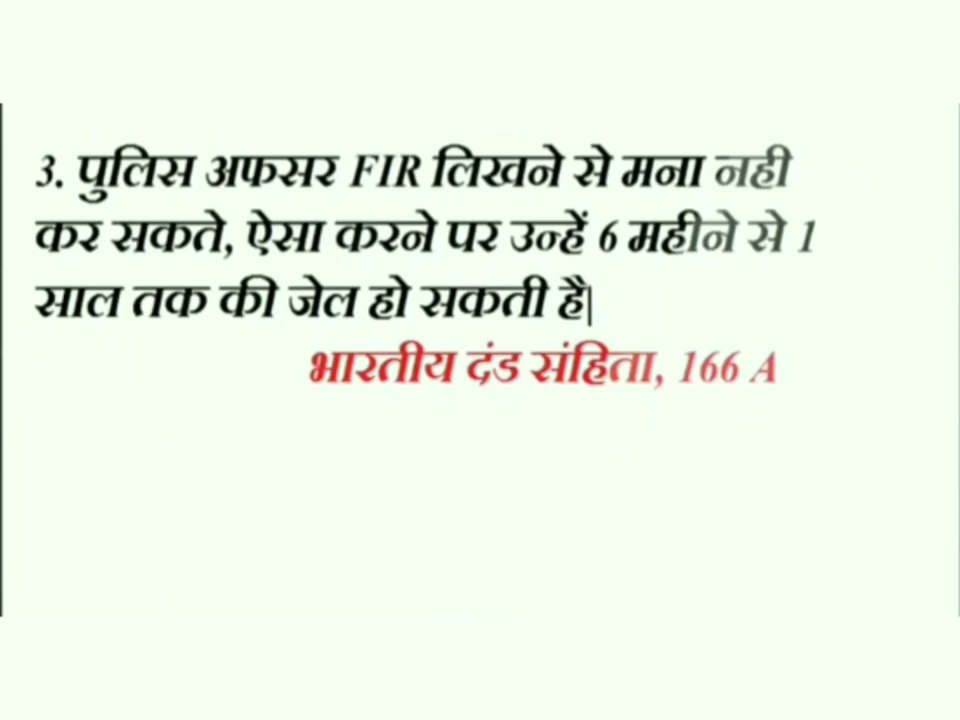 3. पुलिस अफसर FIR लिखने से मना नही
कर सकते, ऐसा करने पर उन्हें 6 महीने से 1
साल तक की जेल हो सकती है|
भारतीय दंड संहिता, 166 A